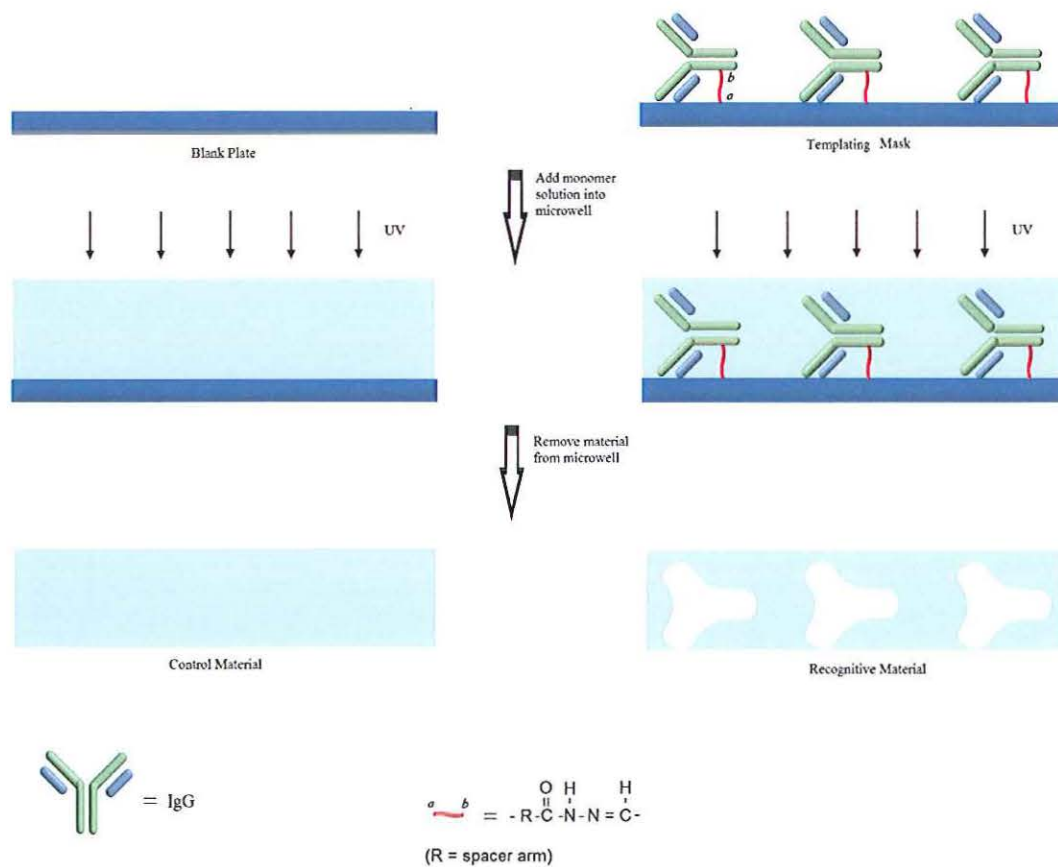 b
a
Blank Plate
Templating Mask
Add monomer
solution into
microwell
UV
UV
Remove material
from microwell
Control Material
Recognitive Material
= IgG
a b
O H H
= - R-C-N-N=C-
(R = spacer arm)